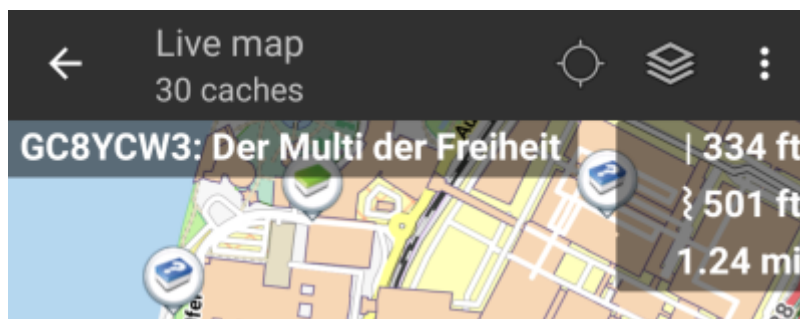 Live map
30 caches
GC8YCW3: Der Multi der Freiheit
| 334 ft
⌇ 501 ft
1.24 mi